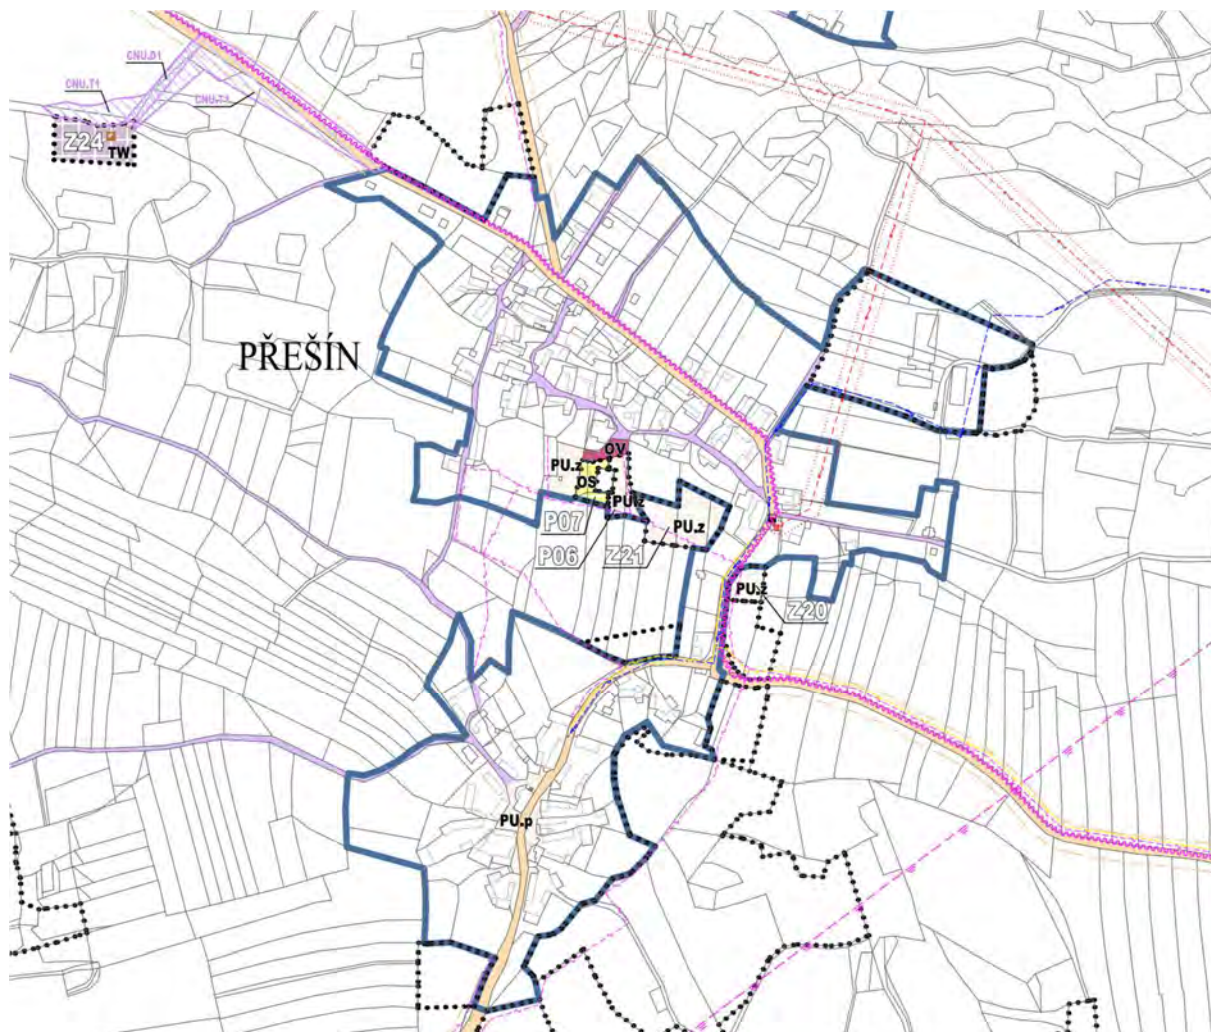 CNU.D1
CNU.T1
CNU.T1
Z24
TW
PŘEŠÍN
OV
PU.z
OS
PU.z
P07
PU.z
P06
Z21
PU.z
Z20
PU.p